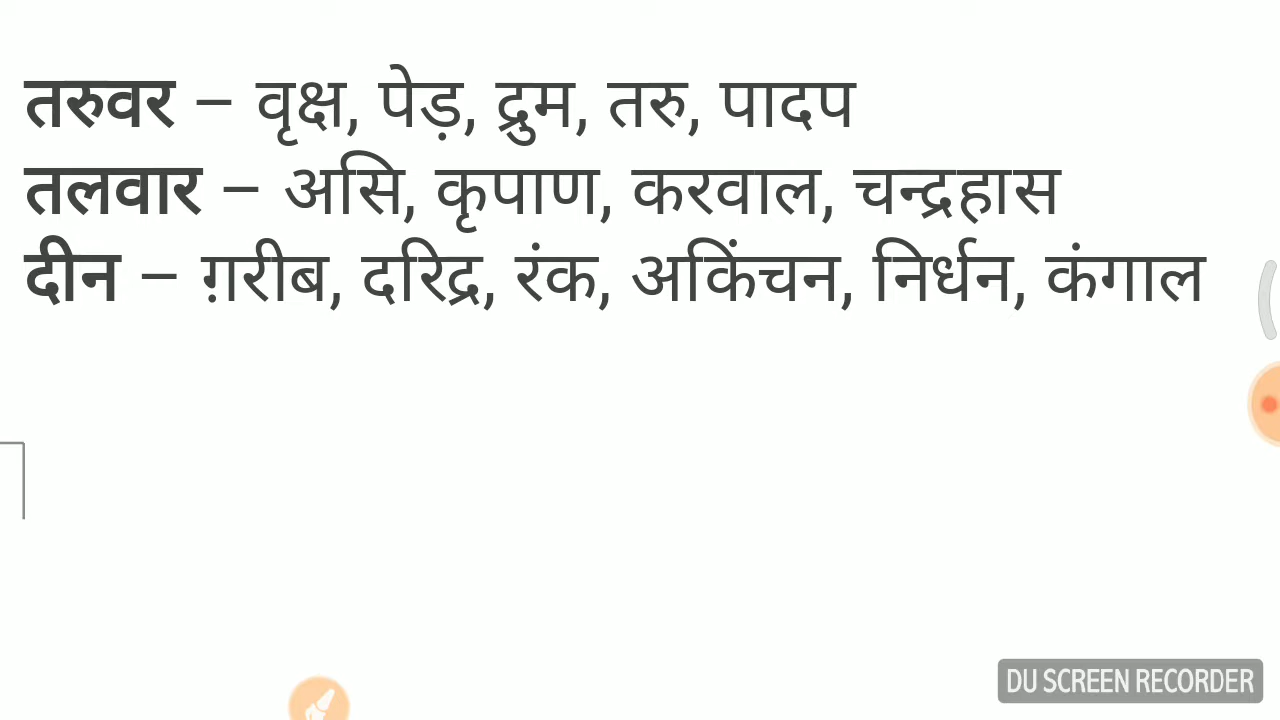 तरुवर – वृक्ष, पेड़, द्रुम, तरु, पादप
तलवार – असि, कृपाण, करवाल, चन्द्रहास
दीन – ग़रीब, दरिद्र, रंक, अकिंचन, निर्धन, कंगाल
DU SCREEN RECORDER